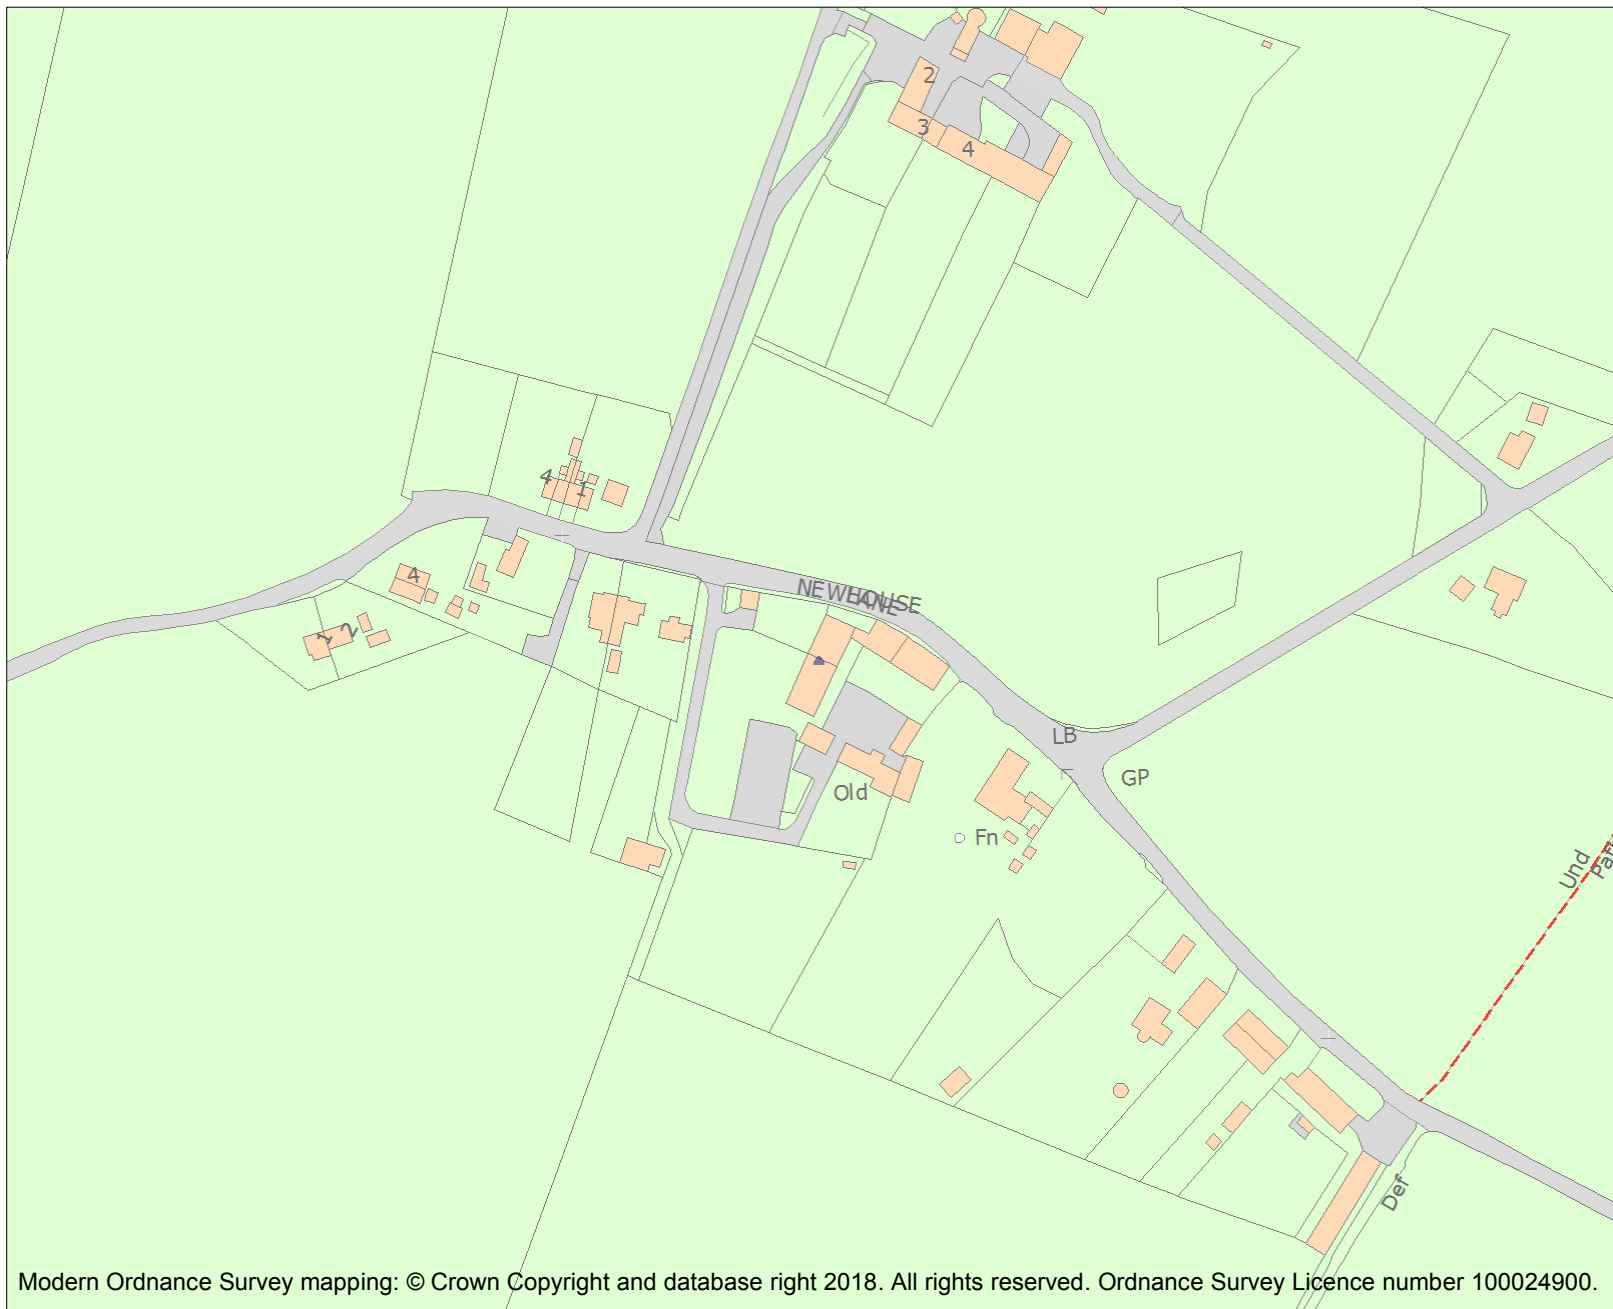 2
3
4
4
1
4
1
2
NEWHOUSE
LANE
LB
GP
Old
Fn
Und
Def
Modern Ordnance Survey mapping: © Crown Copyright and database right 2018. All rights reserved. Ordnance Survey Licence number 100024900.